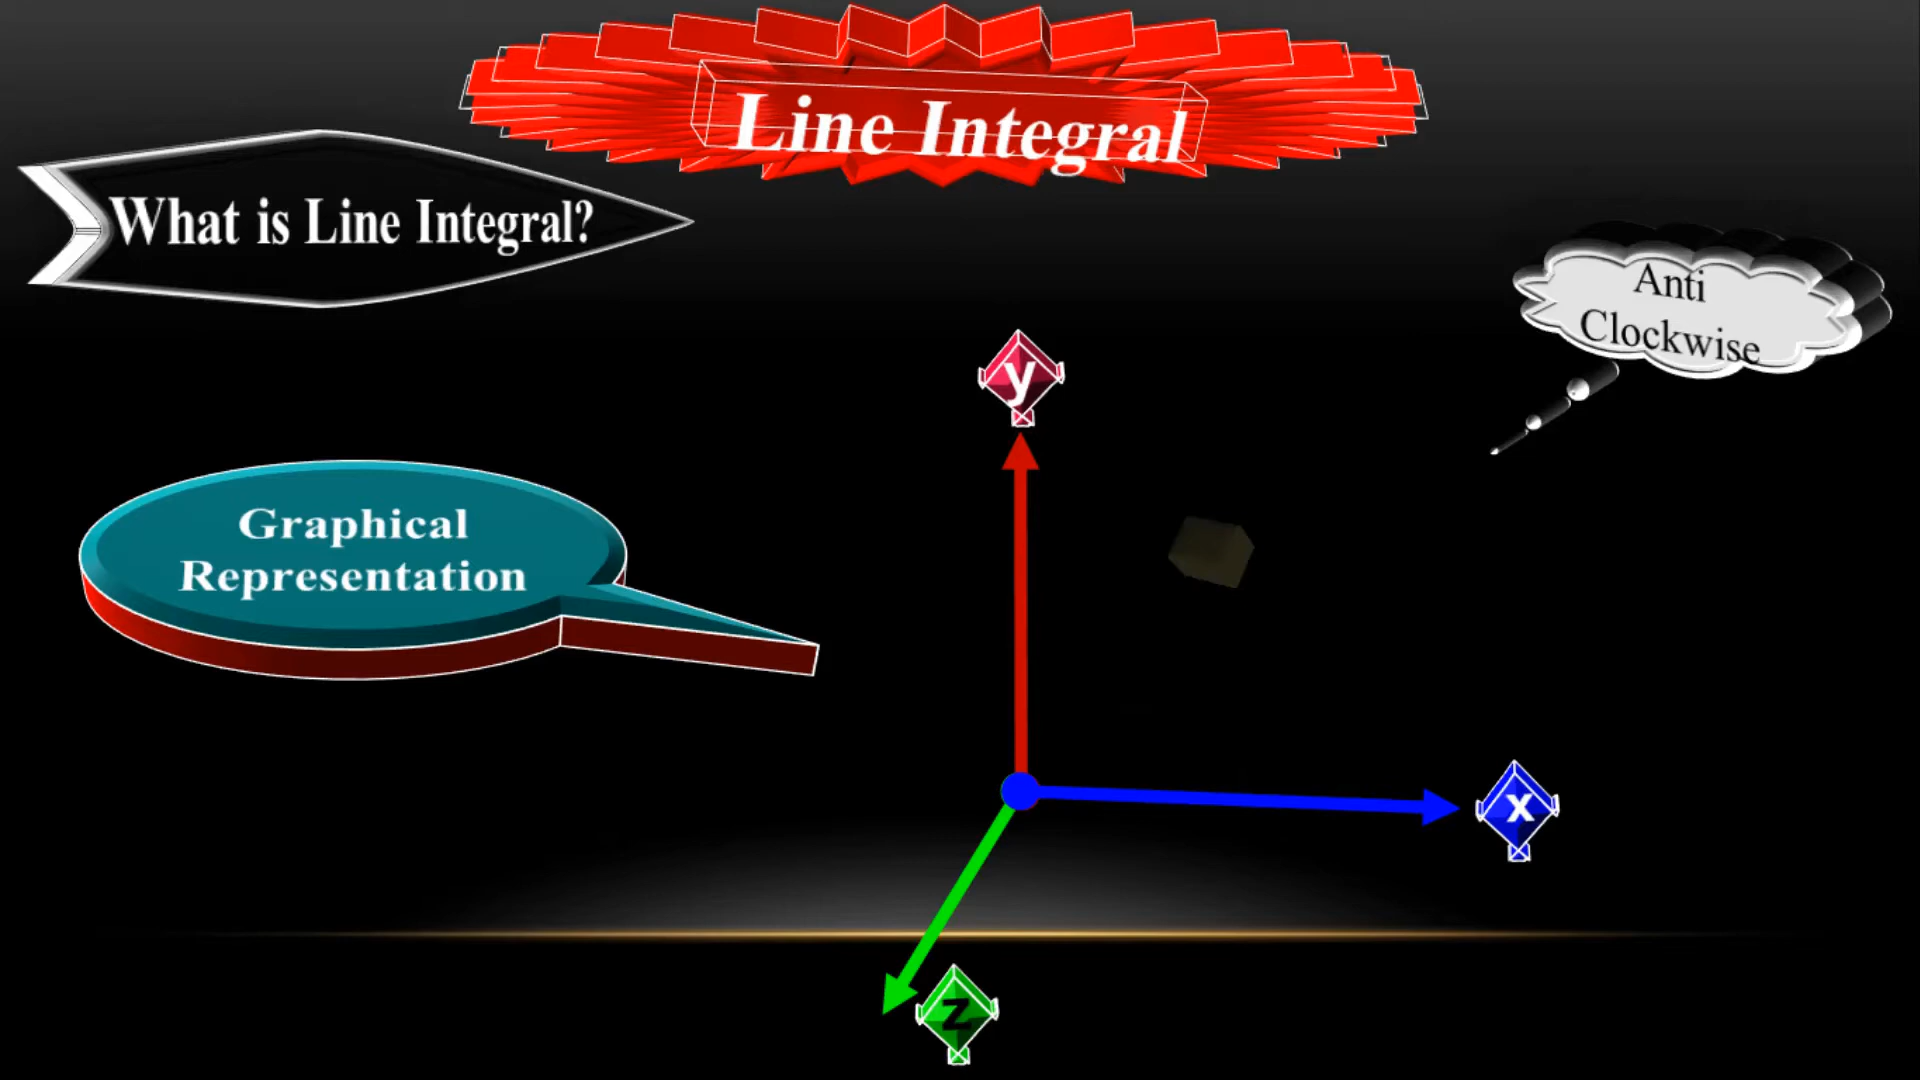 Line Integral
What is Line Integral?
Anti
Clockwise
y
Graphical
Representation
x
z